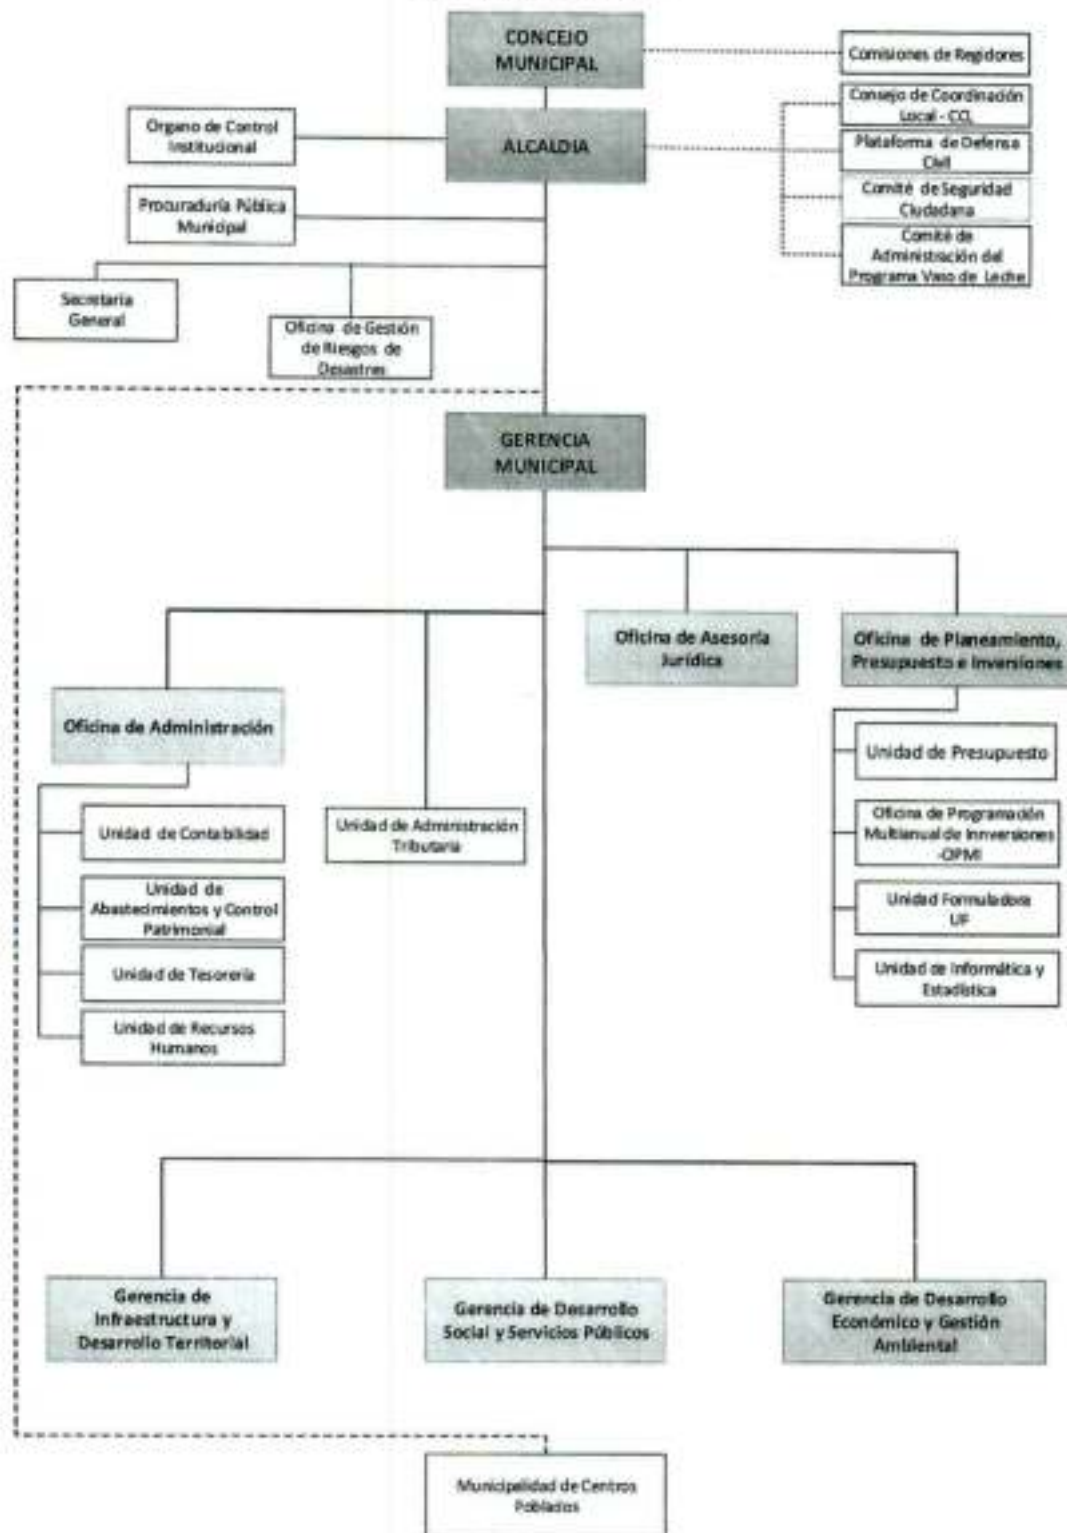 CONCEJO
MUNICIPAL
Comisiones de Regidores
Consejo de Coordinación
Local - CCL
Organo de Control
Institucional
ALCALDIA
Plataforma de Defensa
Civil
Procuraduría Pública
Municipal
Comité de Seguridad
Ciudadana
Comité de
Administración del
Programa Vaso de Leche
Secretaria
General
Oficina de Gestión
de Riesgos de
Desastres
GERENCIA
MUNICIPAL
Oficina de Asesoría
Jurídica
Oficina de Planeamiento,
Presupuesto e Inversiones
Oficina de Administración
Unidad de Presupuesto
Unidad de Contabilidad
Unidad de Administración
Tributaria
Oficina de Programación
Multianual de Innversiones
-OPMI
Unidad de
Abastecimientos y Control
Patrimonial
Unidad Formuladora
UF
Unidad de Tesorería
Unidad de Informática y
Estadística
Unidad de Recursos
Humanos
Gerencia de
Infraestructura y
Desarrollo Territorial
Gerencia de Desarrollo
Social y Servicios Públicos
Gerencia de Desarrollo
Económico y Gestión
Ambiental
Municipalidad de Centros
Poblados